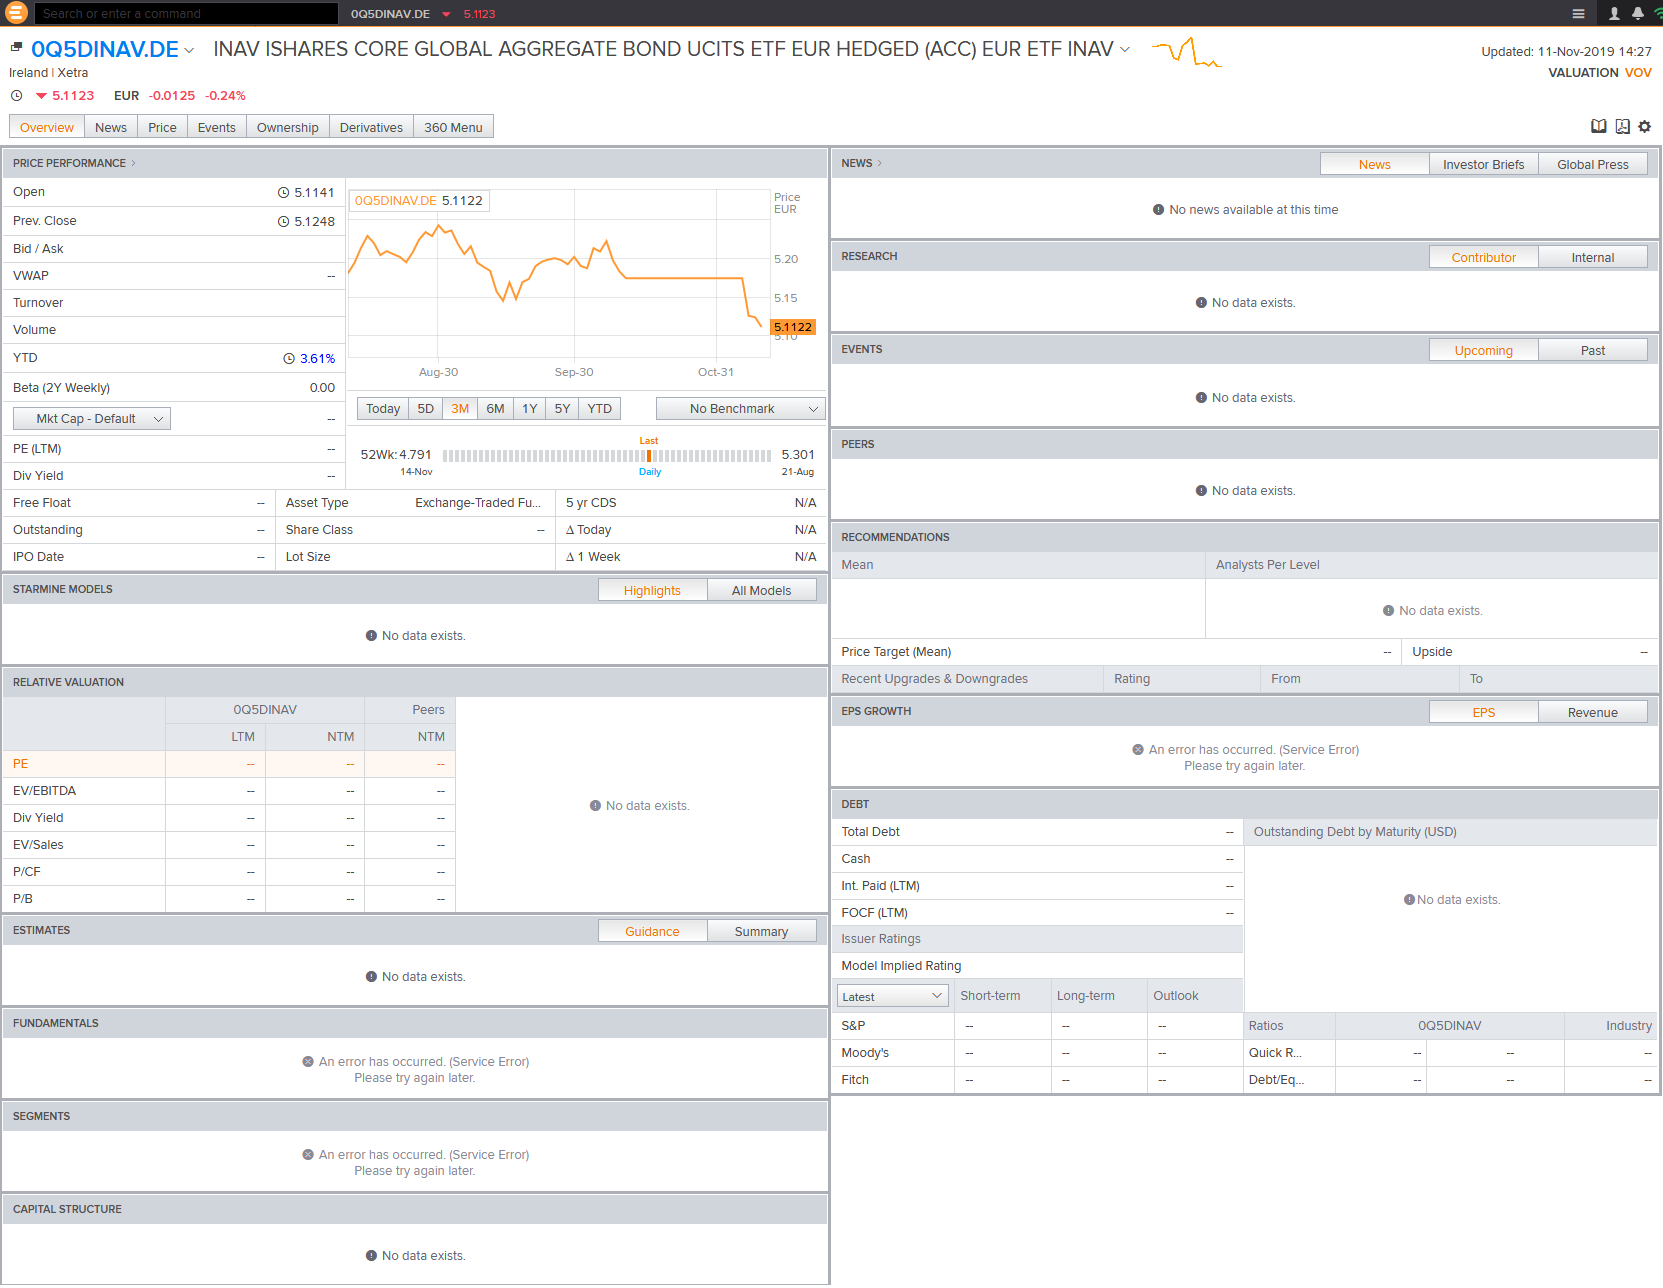 Search or enter a command 0Q5DINAV.DE 5.1123
0Q5DINAV.DE INAV ISHARES CORE GLOBAL AGGREGATE BOND UCITS ETF EUR HEDGED (ACC) EUR ETF INAV
Updated: 11-Nov-2019 14:27
Ireland | Xetra
VALUATION VOV
5.1123 EUR -0.0125 -0.24%
Overview News Price Events Ownership Derivatives 360 Menu
PRICE PERFORMANCE
Open 5.1141
Prev. Close 5.1248
Bid / Ask
VWAP --
Turnover
Volume
YTD 3.61%
Beta (2Y Weekly) 0.00
Mkt Cap - Default --
PE (LTM) --
Div Yield --
0Q5DINAV.DE 5.1122
Price
EUR
5.20
5.15
5.1122
5.10
Aug-30 Sep-30 Oct-31
Today 5D 3M 6M 1Y 5Y YTD No Benchmark
Last
52Wk: 4.791 5.301
14-Nov Daily 21-Aug
Free Float -- Asset Type Exchange-Traded Fu... 5 yr CDS N/A
Outstanding -- Share Class -- Δ Today N/A
IPO Date -- Lot Size Δ 1 Week N/A
STARMINE MODELS Highlights All Models
No data exists.
RELATIVE VALUATION
0Q5DINAV Peers
LTM NTM NTM
PE -- -- --
EV/EBITDA -- -- --
Div Yield -- -- --
EV/Sales -- -- --
P/CF -- -- --
P/B -- -- --
No data exists.
ESTIMATES Guidance Summary
No data exists.
FUNDAMENTALS
An error has occurred. (Service Error)
Please try again later.
SEGMENTS
An error has occurred. (Service Error)
Please try again later.
CAPITAL STRUCTURE
No data exists.
NEWS News Investor Briefs Global Press
No news available at this time
RESEARCH Contributor Internal
No data exists.
EVENTS Upcoming Past
No data exists.
PEERS
No data exists.
RECOMMENDATIONS
Mean Analysts Per Level
No data exists.
Price Target (Mean) -- Upside --
Recent Upgrades & Downgrades Rating From To
EPS GROWTH EPS Revenue
An error has occurred. (Service Error)
Please try again later.
DEBT
Total Debt -- Outstanding Debt by Maturity (USD)
Cash --
Int. Paid (LTM) --
FOCF (LTM) --
No data exists.
Issuer Ratings
Model Implied Rating
Latest Short-term Long-term Outlook
S&P -- -- -- Ratios 0Q5DINAV Industry
Moody's -- -- -- Quick R... -- -- --
Fitch -- -- -- Debt/Eq... -- -- --